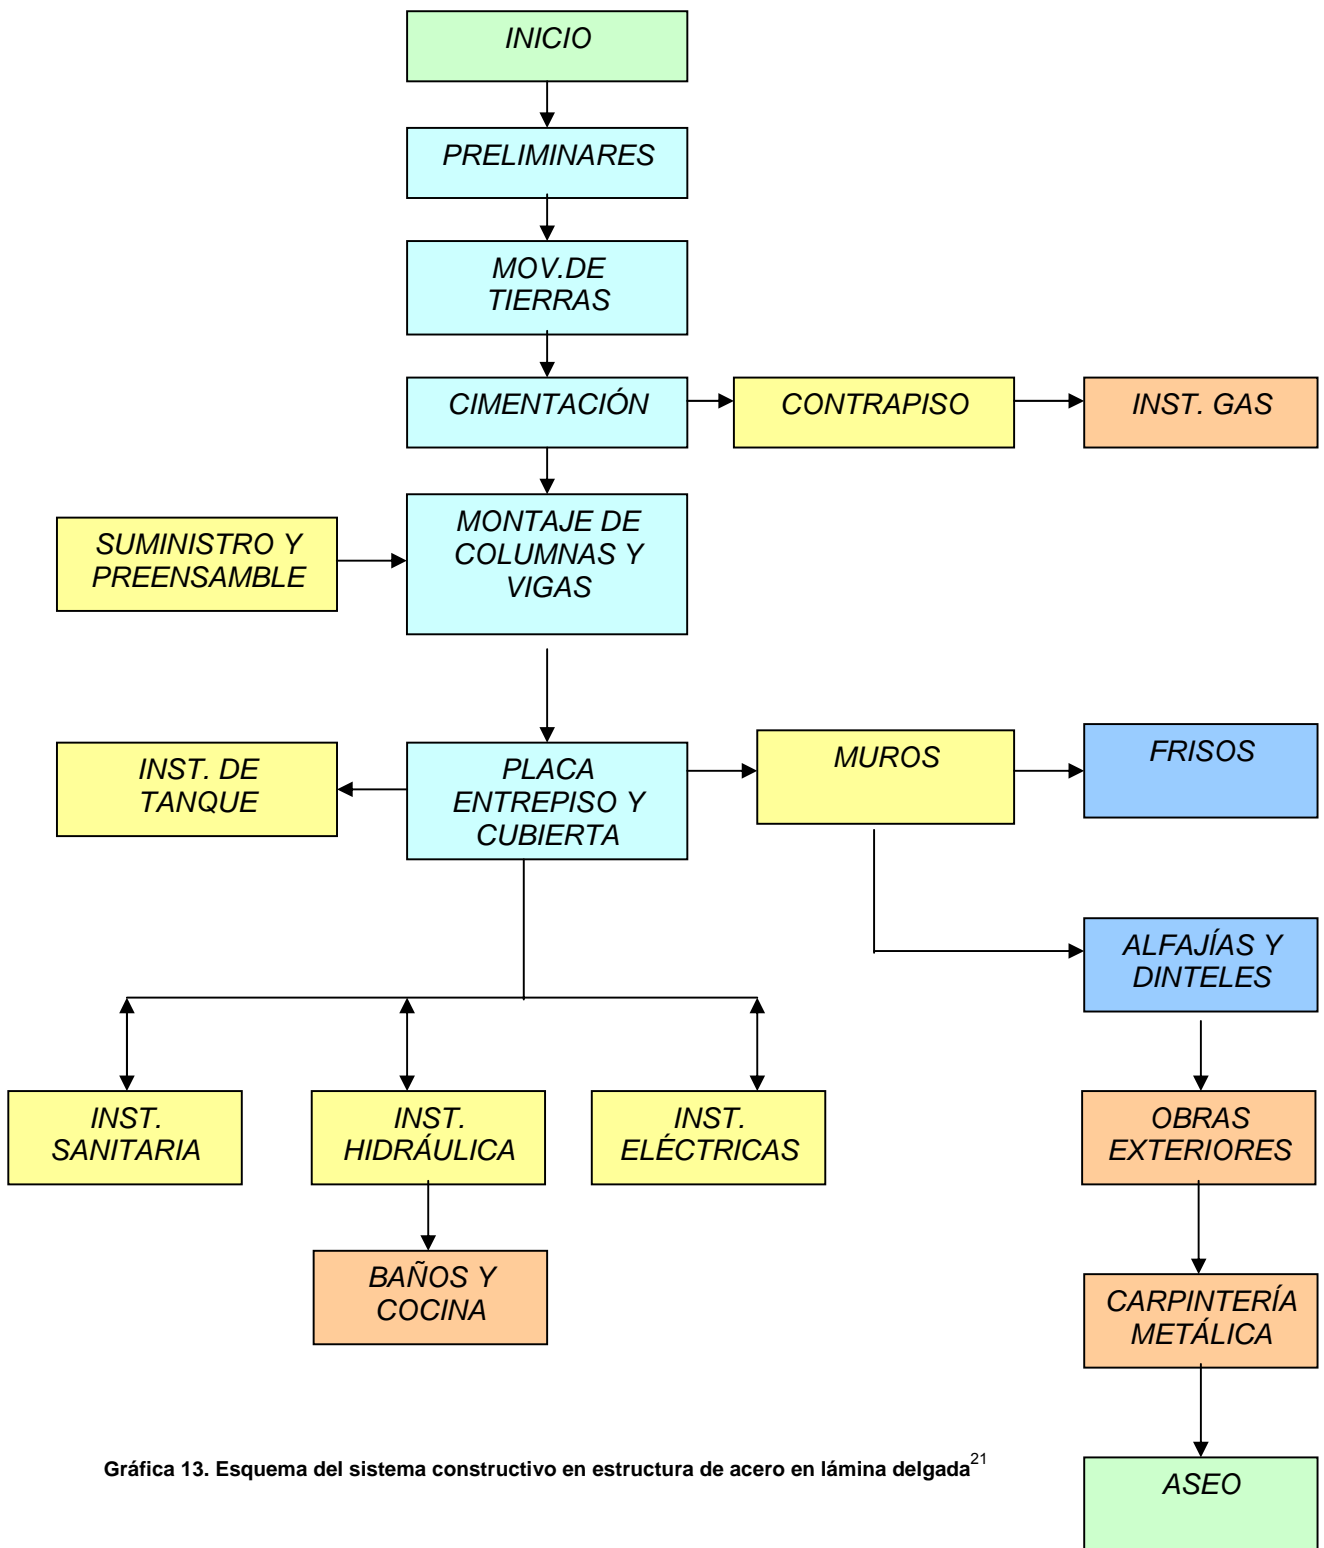 INICIO
PRELIMINARES
MOV.DE
TIERRAS
CIMENTACIÓN
CONTRAPISO
INST. GAS
SUMINISTRO Y
PREENSAMBLE
MONTAJE DE
COLUMNAS Y
VIGAS
INST. DE
TANQUE
PLACA
ENTREPISO Y
CUBIERTA
MUROS
FRISOS
ALFAJÍAS Y
DINTELES
INST.
SANITARIA
INST.
HIDRÁULICA
INST.
ELÉCTRICAS
OBRAS
EXTERIORES
BAÑOS Y
COCINA
CARPINTERÍA
METÁLICA
Gráfica 13. Esquema del sistema constructivo en estructura de acero en lámina delgada21
ASEO